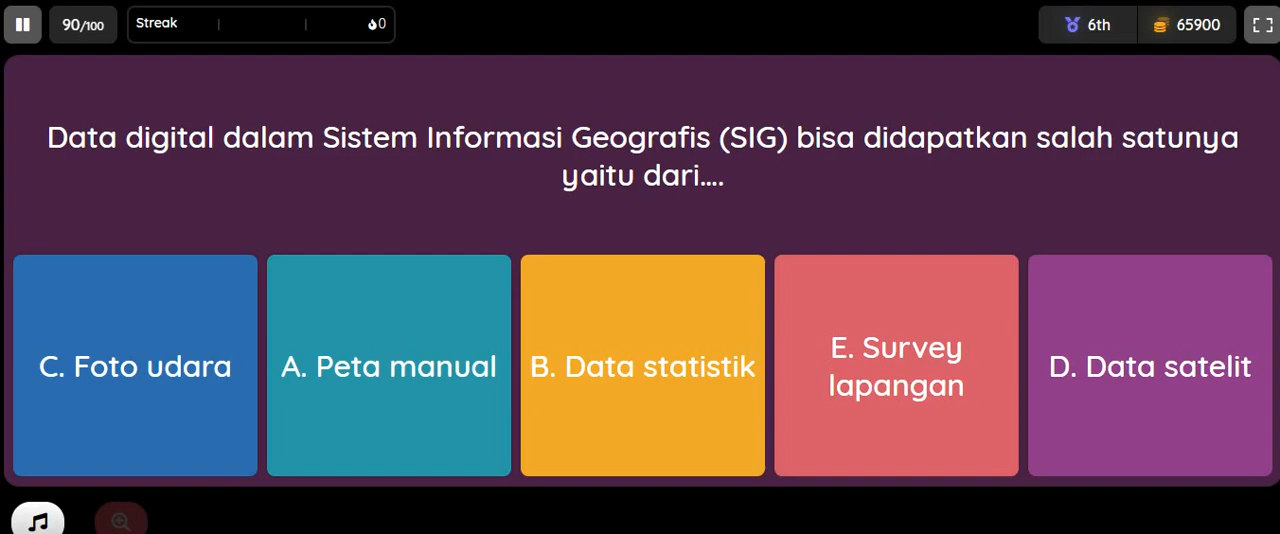 90/100
Streak
0
6th
65900
Data digital dalam Sistem Informasi Geografis (SIG) bisa didapatkan salah satunya
yaitu dari....
C. Foto udara
A. Peta manual
B. Data statistik
E. Survey
lapangan
D. Data satelit